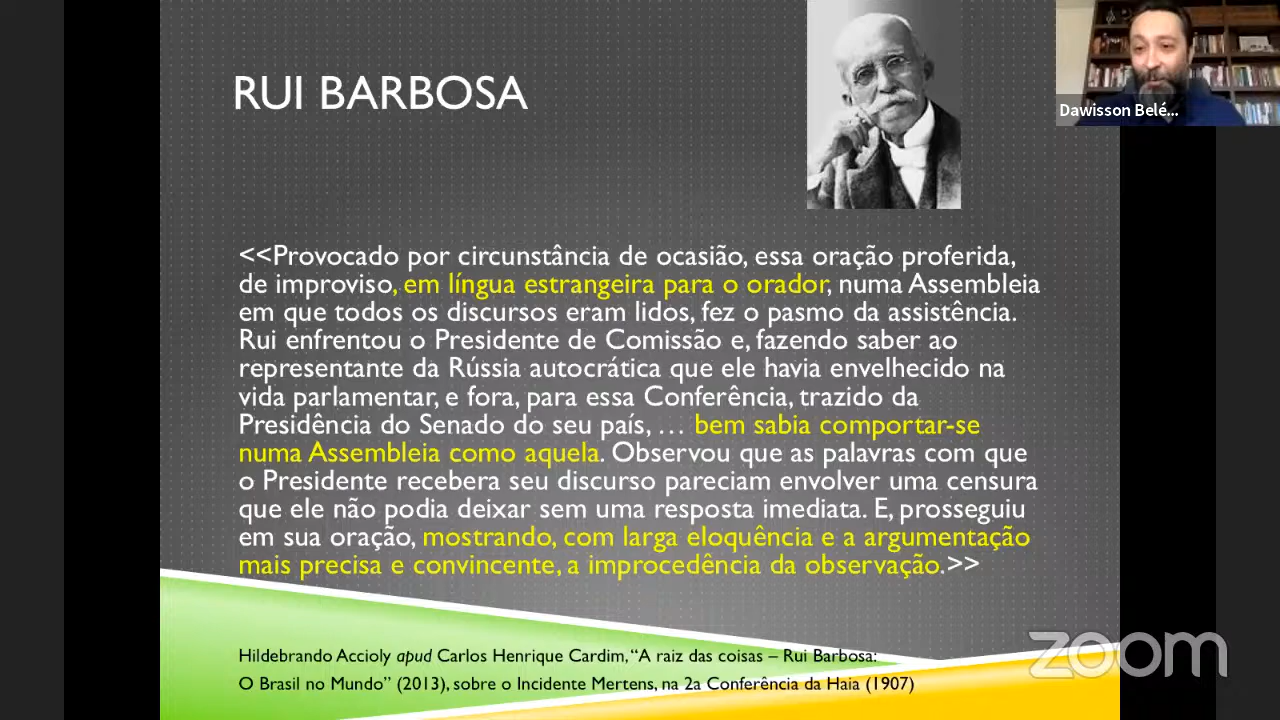 RUI BARBOSA
Dawisson Belé...
<<Provocado por circunstância de ocasião, essa oração proferida,
de improviso, em língua estrangeira para o orador, numa Assembleia
em que todos os discursos eram lidos, fez o pasmo da assistência.
Rui enfrentou o Presidente de Comissão e, fazendo saber ao
representante da Rússia autocrática que ele havia envelhecido na
vida parlamentar, e fora, para essa Conferência, trazido da
Presidência do Senado do seu país, … bem sabia comportar-se
numa Assembleia como aquela. Observou que as palavras com que
o Presidente recebera seu discurso pareciam envolver uma censura
que ele não podia deixar sem uma resposta imediata. E, prosseguiu
em sua oração, mostrando, com larga eloquência e a argumentação
mais precisa e convincente, a improcedência da observação.>>
Hildebrando Accioly apud Carlos Henrique Cardim, “A raiz das coisas – Rui Barbosa:
O Brasil no Mundo” (2013), sobre o Incidente Mertens, na 2a Conferência da Haia (1907)
zoom